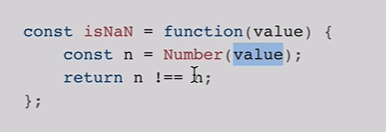 const isNaN = function(value) {
    const n = Number(value);
    return n !== n;
};